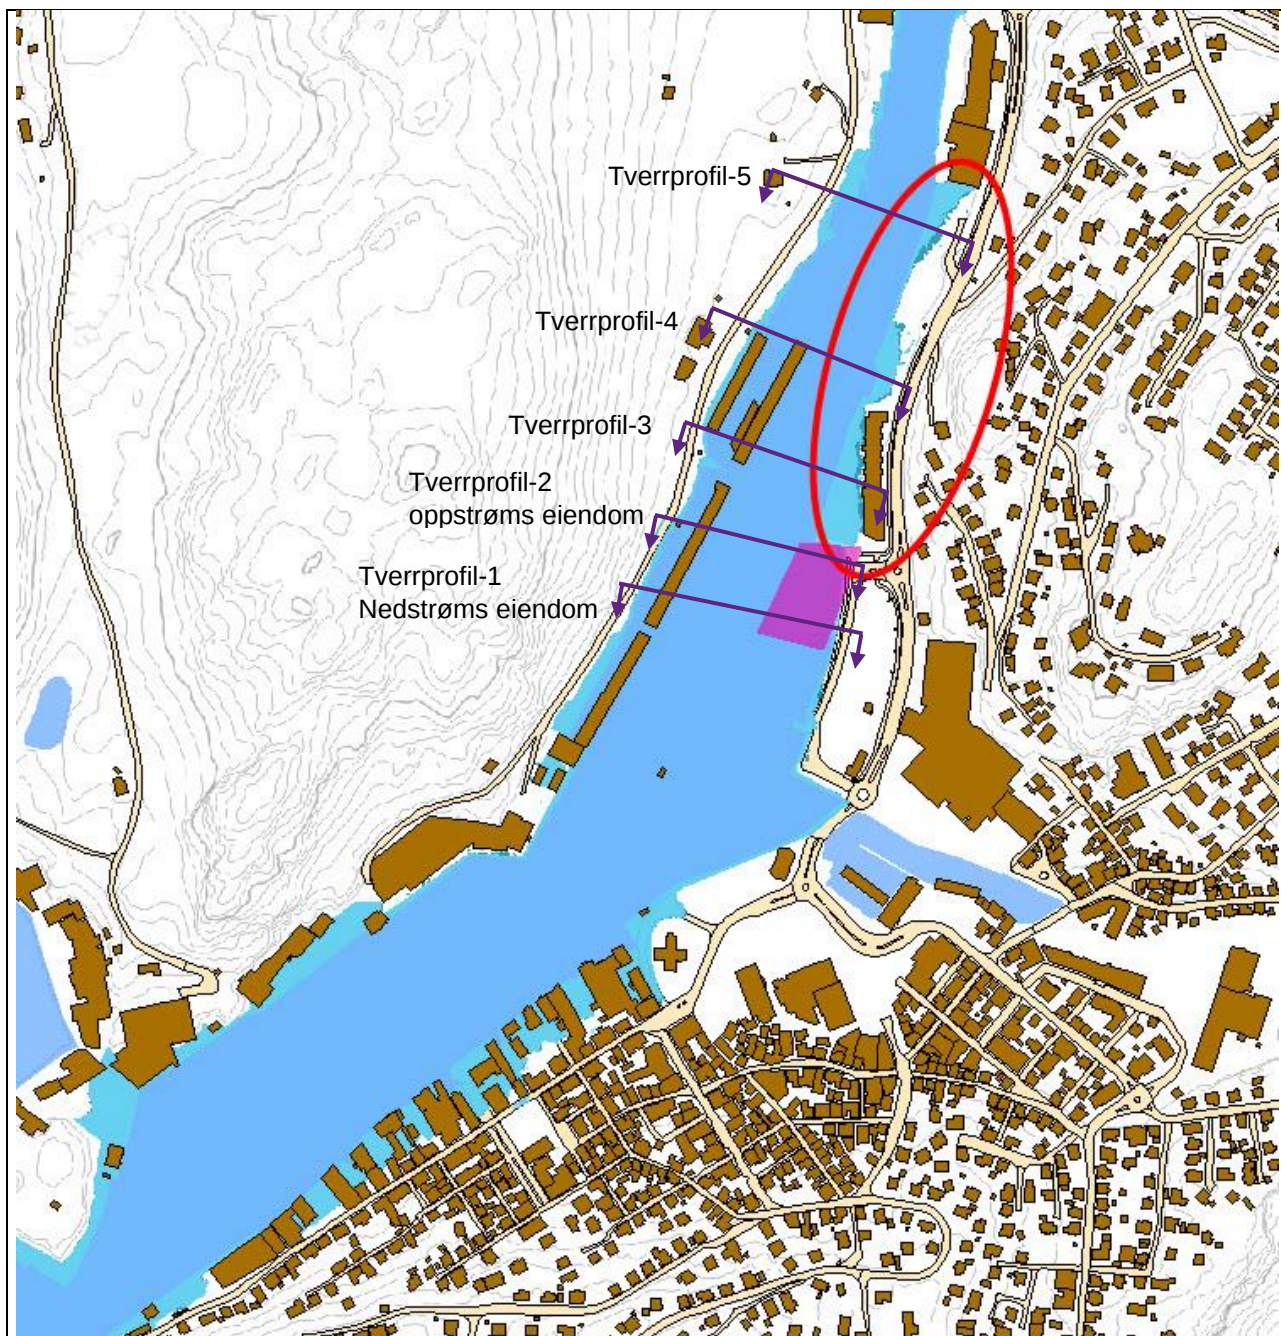 Tverrprofil-5
Tverrprofil-4
Tverrprofil-3
Tverrprofil-2
oppstrøms eiendom
Tverrprofil-1
Nedstrøms eiendom